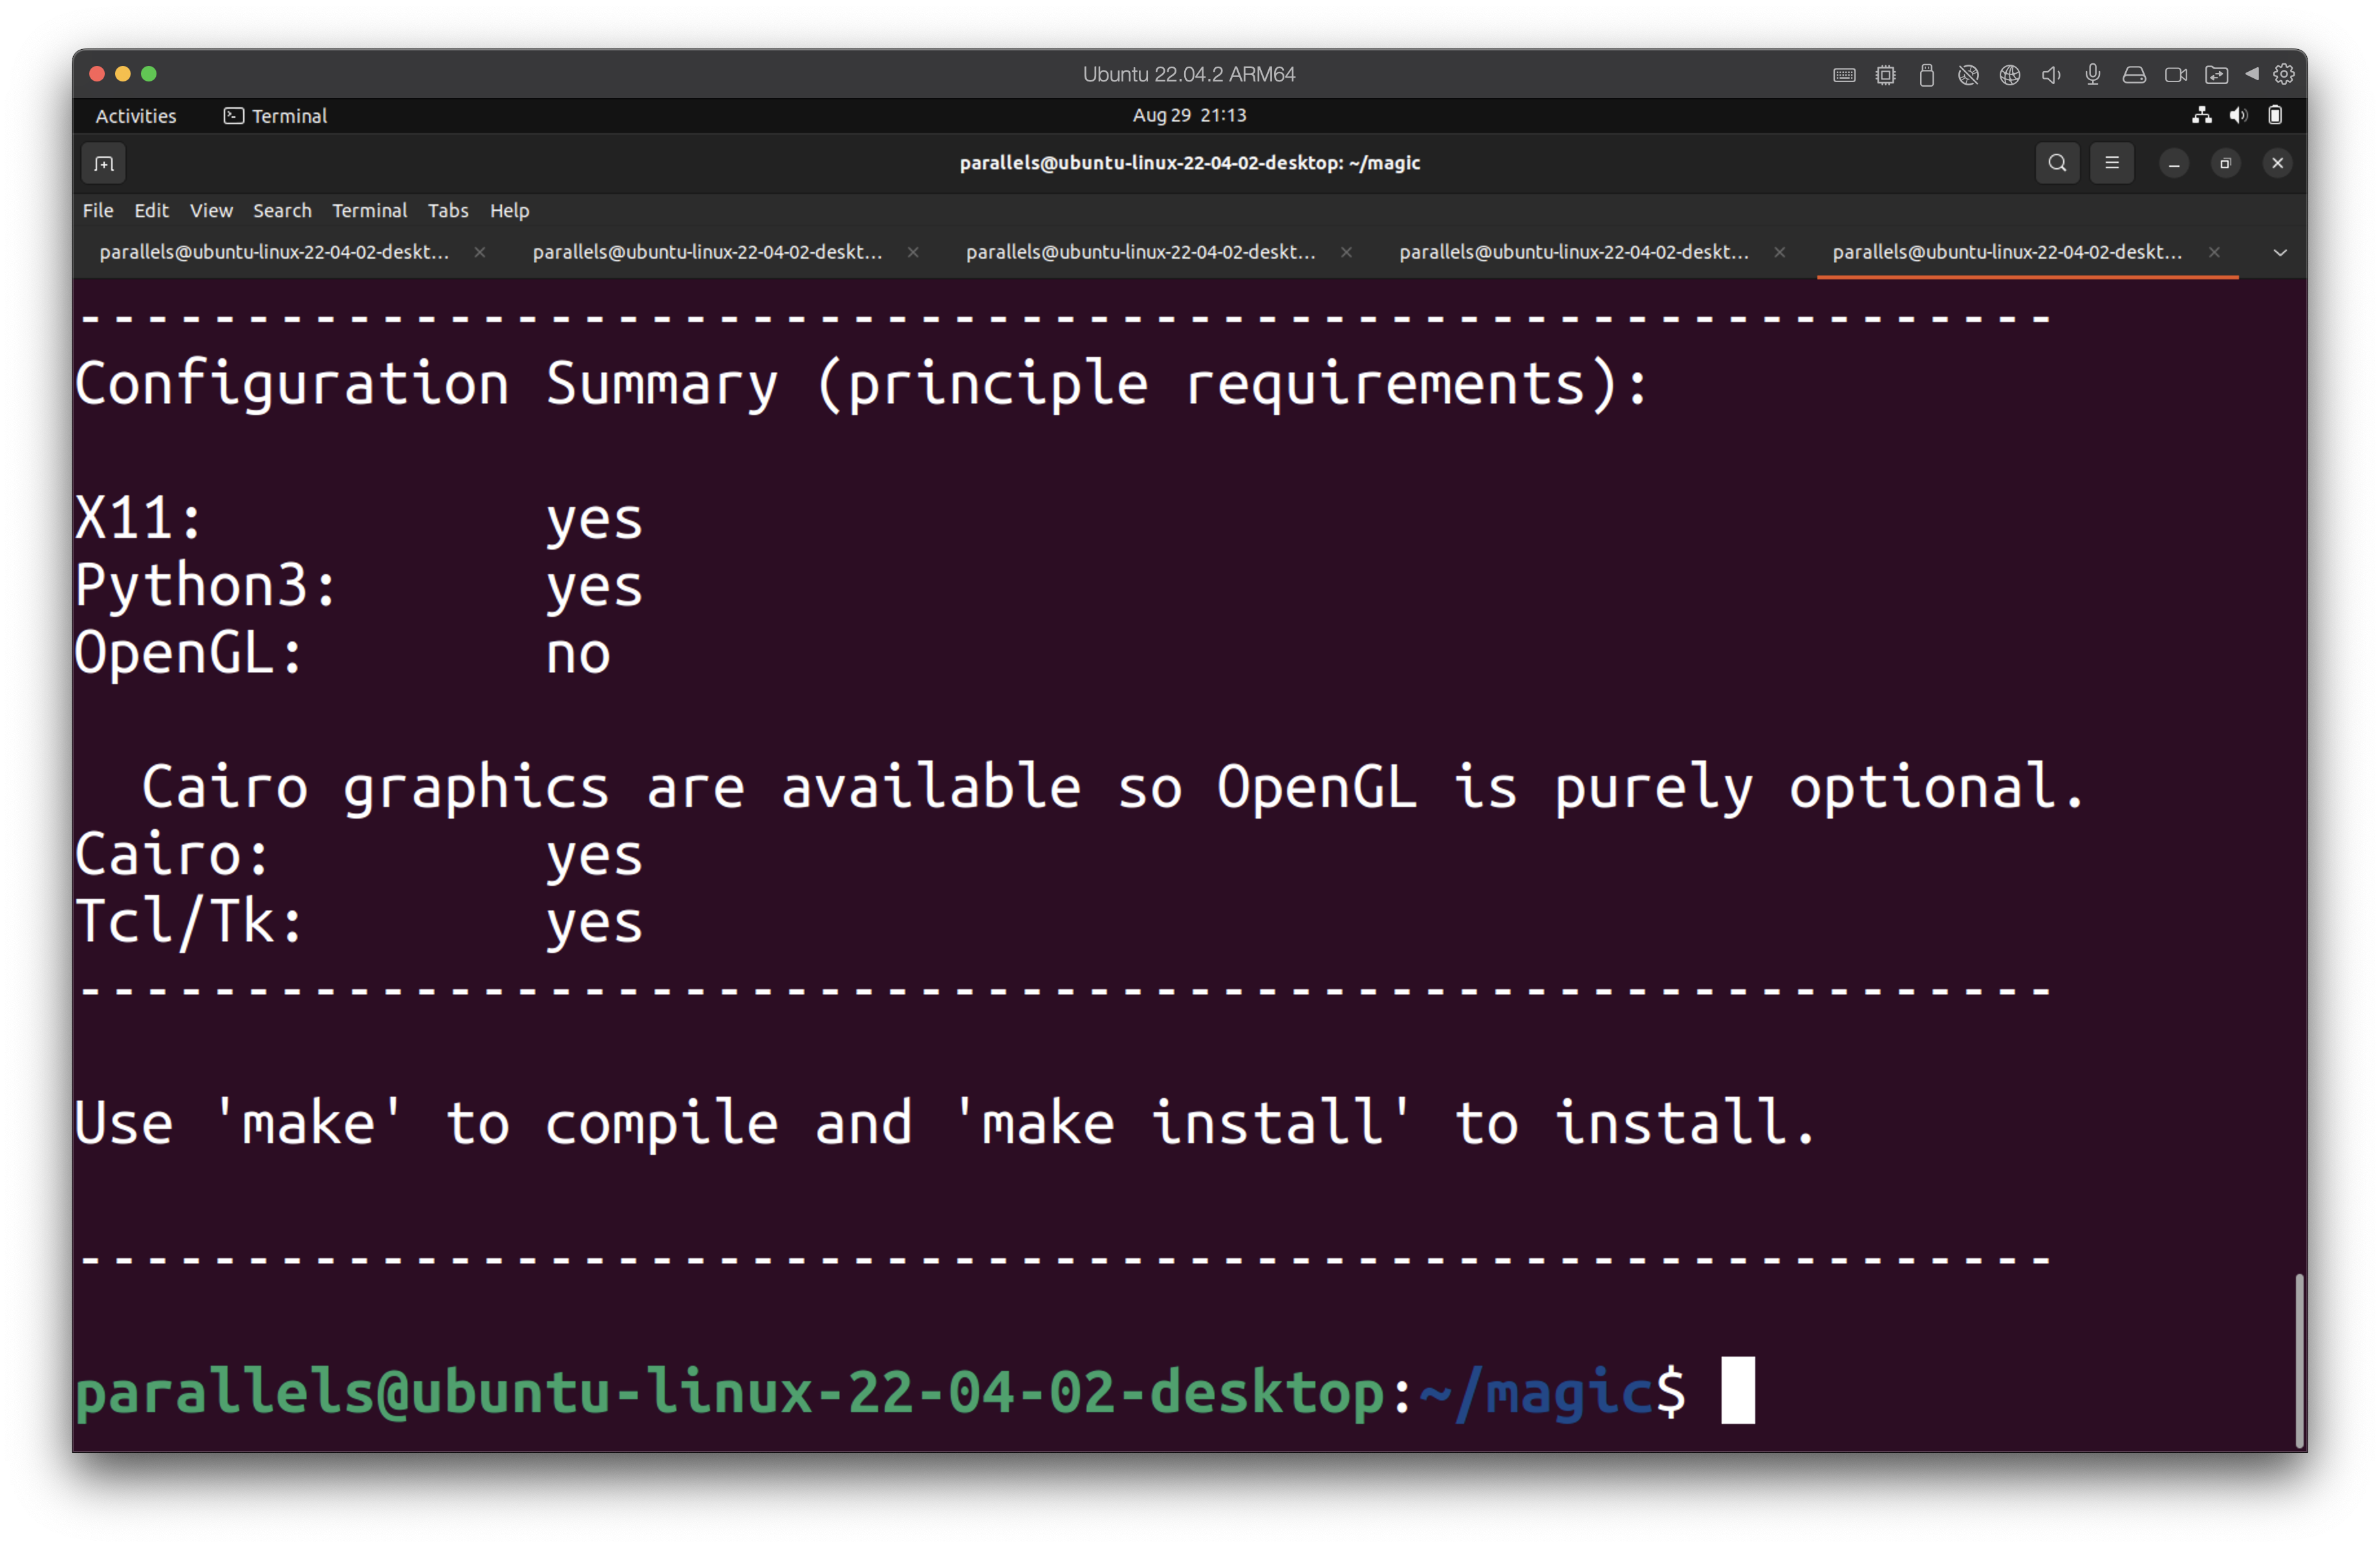 Ubuntu 22.04.2 ARM64
Activities Terminal Aug 29 21:13
parallels@ubuntu-linux-22-04-02-desktop: ~/magic
File Edit View Search Terminal Tabs Help
parallels@ubuntu-linux-22-04-02-deskt... parallels@ubuntu-linux-22-04-02-deskt... parallels@ubuntu-linux-22-04-02-deskt... parallels@ubuntu-linux-22-04-02-deskt... parallels@ubuntu-linux-22-04-02-deskt...
-----------------------------------------------------------
Configuration Summary (principle requirements):
X11: yes
Python3: yes
OpenGL: no
Cairo graphics are available so OpenGL is purely optional.
Cairo: yes
Tcl/Tk: yes
-----------------------------------------------------------
Use 'make' to compile and 'make install' to install.
-----------------------------------------------------------
parallels@ubuntu-linux-22-04-02-desktop:~/magic$